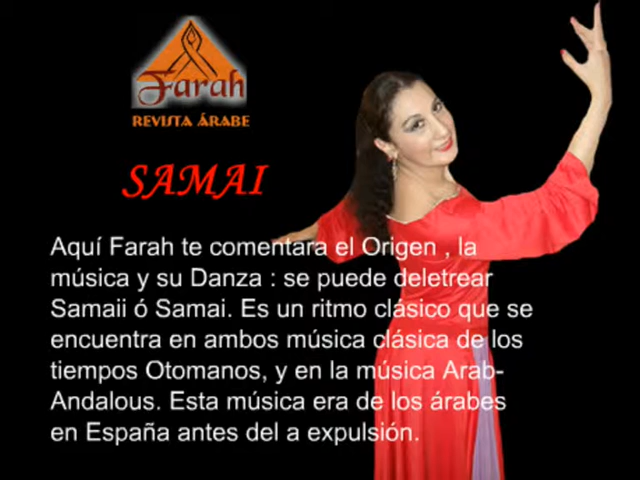 Farah
REVISTA ÁRABE
SAMAI
Aquí Farah te comentara el Origen , la
música y su Danza : se puede deletrear
Samaii ó Samai. Es un ritmo clásico que se
encuentra en ambos música clásica de los
tiempos Otomanos, y en la música Arab-
Andalous. Esta música era de los árabes
en España antes del a expulsión.